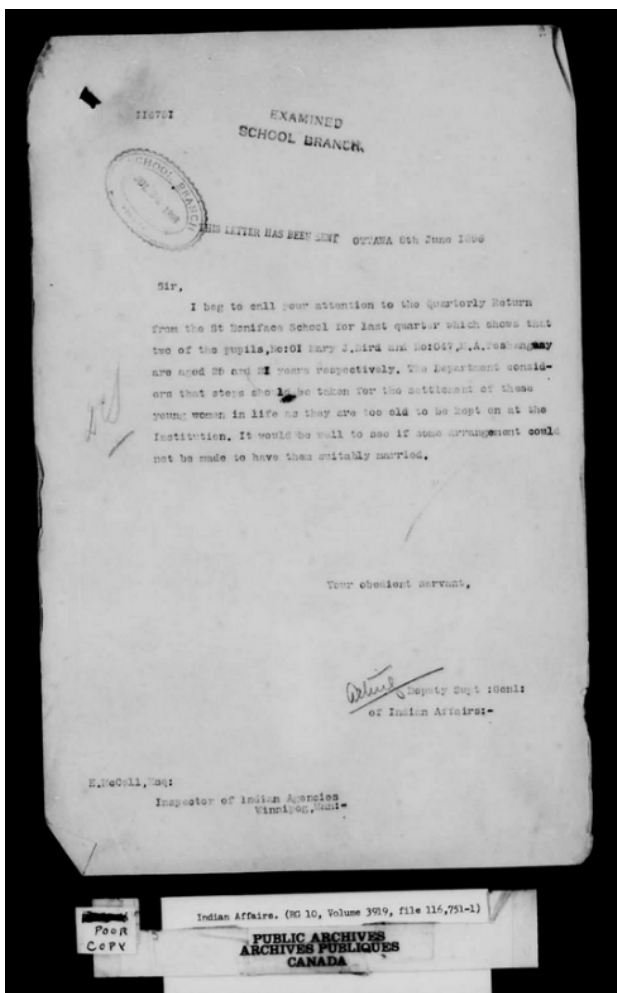 116751
EXAMINED
SCHOOL BRANCH.
SCHOOL BRANCH
THIS LETTER HAS BEEN SENT OTTAWA 8th June 1896
Sir,
I beg to call your attention to the Quarterly Return
from the St Boniface School for last quarter which shows that
two of the pupils, No:01 Mary J.Bird and No:047,
are aged and 21 years respectively. The Department consid-
ers that steps should be taken for the settlement of these
young women in life as they are too old to be kept on at the
Institution. It would be well to see if some arrangement could
not be made to have them suitably married.
Your obedient servant,
Acting Deputy Supt :Genl:
of Indian Affairs:-
E.McColl,Esq:
Inspector of Indian Agencies
Winnipeg,Man:-
Indian Affairs. (RG 10, Volume 3919, file 116,751-1)
POOR
COPY
PUBLIC ARCHIVES
ARCHIVES PUBLIQUES
CANADA